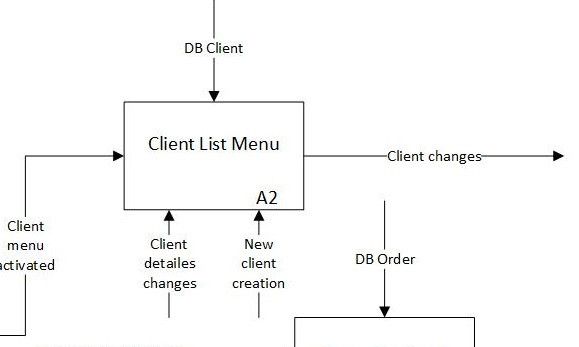 DB Client
Client List Menu
Client changes
A2
Client
menu
activated
Client
detailes
changes
New
client
creation
DB Order